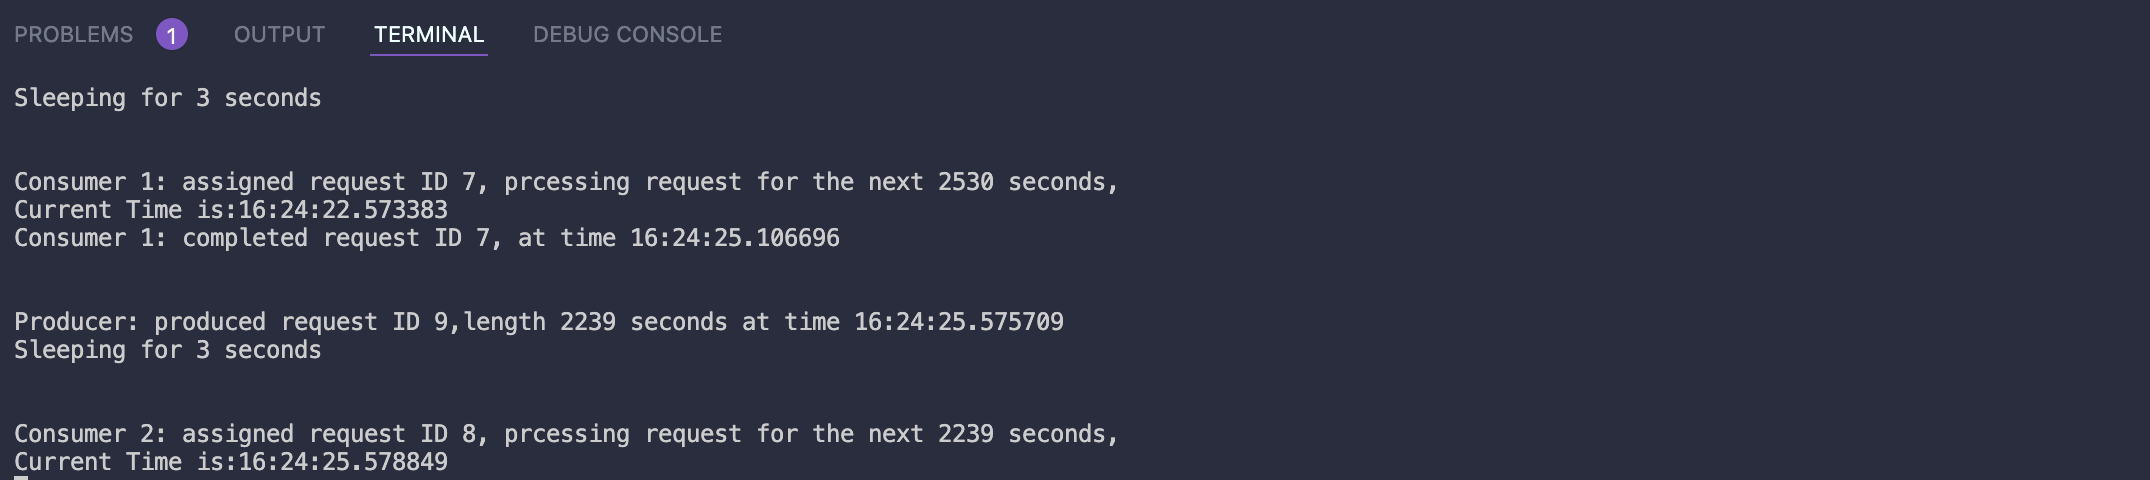 PROBLEMS 1 OUTPUT TERMINAL DEBUG CONSOLE
Sleeping for 3 seconds
Consumer 1: assigned request ID 7, prcessing request for the next 2530 seconds,
Current Time is:16:24:22.573383
Consumer 1: completed request ID 7, at time 16:24:25.106696
Producer: produced request ID 9,length 2239 seconds at time 16:24:25.575709
Sleeping for 3 seconds
Consumer 2: assigned request ID 8, prcessing request for the next 2239 seconds,
Current Time is:16:24:25.578849